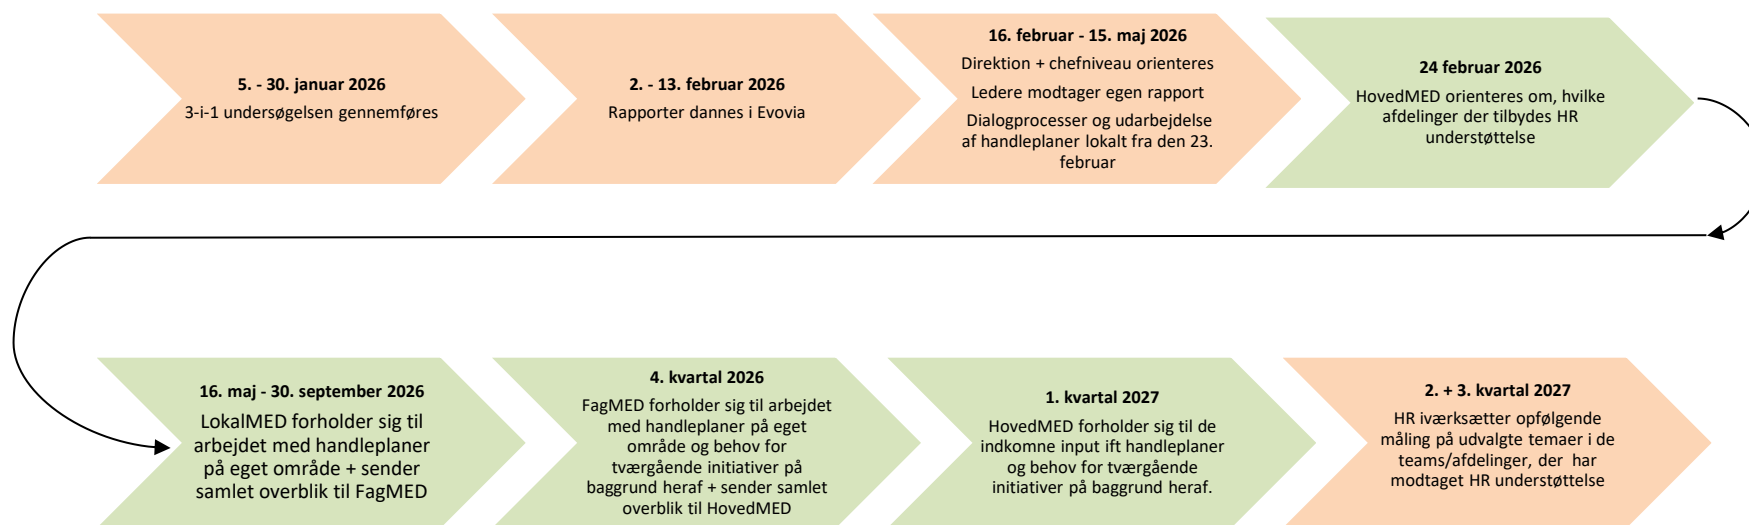 5. - 30. januar 2026
3-i-1 undersøgelsen gennemføres
2. - 13. februar 2026
Rapporter dannes i Evovia
16. februar - 15. maj 2026
Direktion + chefniveau orienteres
Ledere modtager egen rapport
Dialogprocesser og udarbejdelse
af handleplaner lokalt fra den 23.
februar
24 februar 2026
HovedMED orienteres om, hvilke
afdelinger der tilbydes HR
understøttelse
16. maj - 30. september 2026
LokalMED forholder sig til
arbejdet med handleplaner
på eget område + sender
samlet overblik til FagMED
4. kvartal 2026
FagMED forholder sig til arbejdet
med handleplaner på eget
område og behov for
tværgående initiativer på
baggrund heraf + sender samlet
overblik til HovedMED
1. kvartal 2027
HovedMED forholder sig til de
indkomne input ift handleplaner
og behov for tværgående
initiativer på baggrund heraf.
2. + 3. kvartal 2027
HR iværksætter opfølgende
måling på udvalgte temaer i de
teams/afdelinger, der har
modtaget HR understøttelse